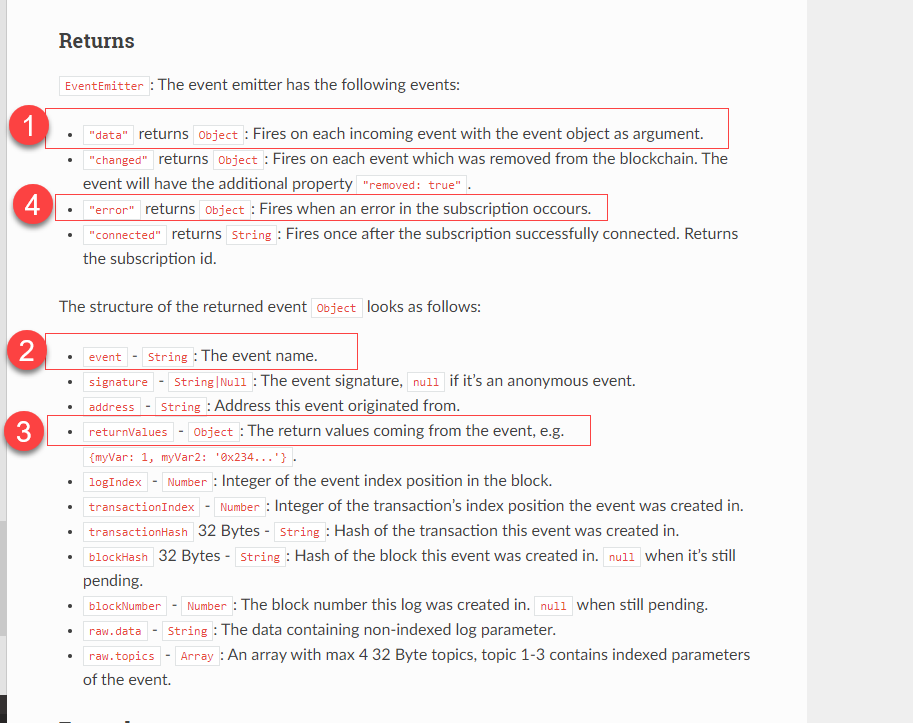 Returns
EventEmitter : The event emitter has the following events:
1
• "data" returns Object : Fires on each incoming event with the event object as argument.
• "changed" returns Object : Fires on each event which was removed from the blockchain. The
event will have the additional property "removed: true" .
4
• "error" returns Object : Fires when an error in the subscription occours.
• "connected" returns String : Fires once after the subscription successfully connected. Returns
the subscription id.
The structure of the returned event Object looks as follows:
2
• event - String : The event name.
• signature - String|Null : The event signature, null if it’s an anonymous event.
• address - String : Address this event originated from.
3
• returnValues - Object : The return values coming from the event, e.g.
{myVar: 1, myVar2: '0x234...'} .
• logIndex - Number : Integer of the event index position in the block.
• transactionIndex - Number : Integer of the transaction’s index position the event was created in.
• transactionHash 32 Bytes - String : Hash of the transaction this event was created in.
• blockHash 32 Bytes - String : Hash of the block this event was created in. null when it’s still
pending.
• blockNumber - Number : The block number this log was created in. null when still pending.
• raw.data - String : The data containing non-indexed log parameter.
• raw.topics - Array : An array with max 4 32 Byte topics, topic 1-3 contains indexed parameters
of the event.